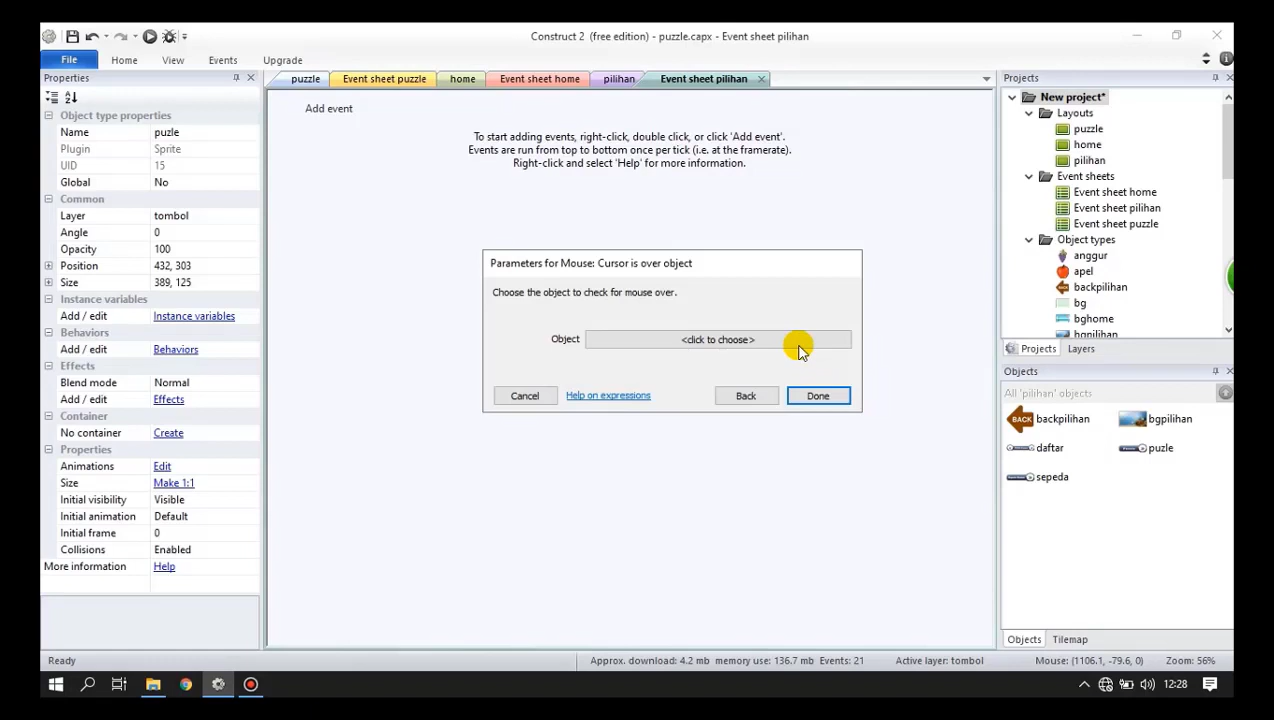 Construct 2 (free edition) - puzzle.capx - Event sheet pilihan
File Home View Events Upgrade
Properties
puzzle Event sheet puzzle home Event sheet home pilihan Event sheet pilihan
Projects
Object type properties
Name puzle
Plugin Sprite
UID 15
Global No
Common
Layer tombol
Angle 0
Opacity 100
Position 432, 303
Size 389, 125
Instance variables
Add / edit Instance variables
Behaviors
Add / edit Behaviors
Effects
Blend mode Normal
Add / edit Effects
Container
No container Create
Properties
Animations Edit
Size Make 1:1
Initial visibility Visible
Initial animation Default
Initial frame 0
Collisions Enabled
More information Help
Add event
To start adding events, right-click, double click, or click 'Add event'.
Events are run from top to bottom once per tick (i.e. at the framerate).
Right-click and select 'Help' for more information.
Parameters for Mouse: Cursor is over object
Choose the object to check for mouse over.
Object <click to choose>
Cancel Help on expressions Back Done
New project*
Layouts
puzzle
home
pilihan
Event sheets
Event sheet home
Event sheet pilihan
Event sheet puzzle
Object types
anggur
apel
backpilihan
bg
bghome
bgpilihan
Projects Layers
Objects
All 'pilihan' objects
BACK backpilihan bgpilihan
daftar puzle
sepeda
Objects Tilemap
Ready Approx. download: 4.2 mb memory use: 136.7 mb Events: 21 Active layer: tombol Mouse: (1106.1, -79.6, 0) Zoom: 56%
12:28